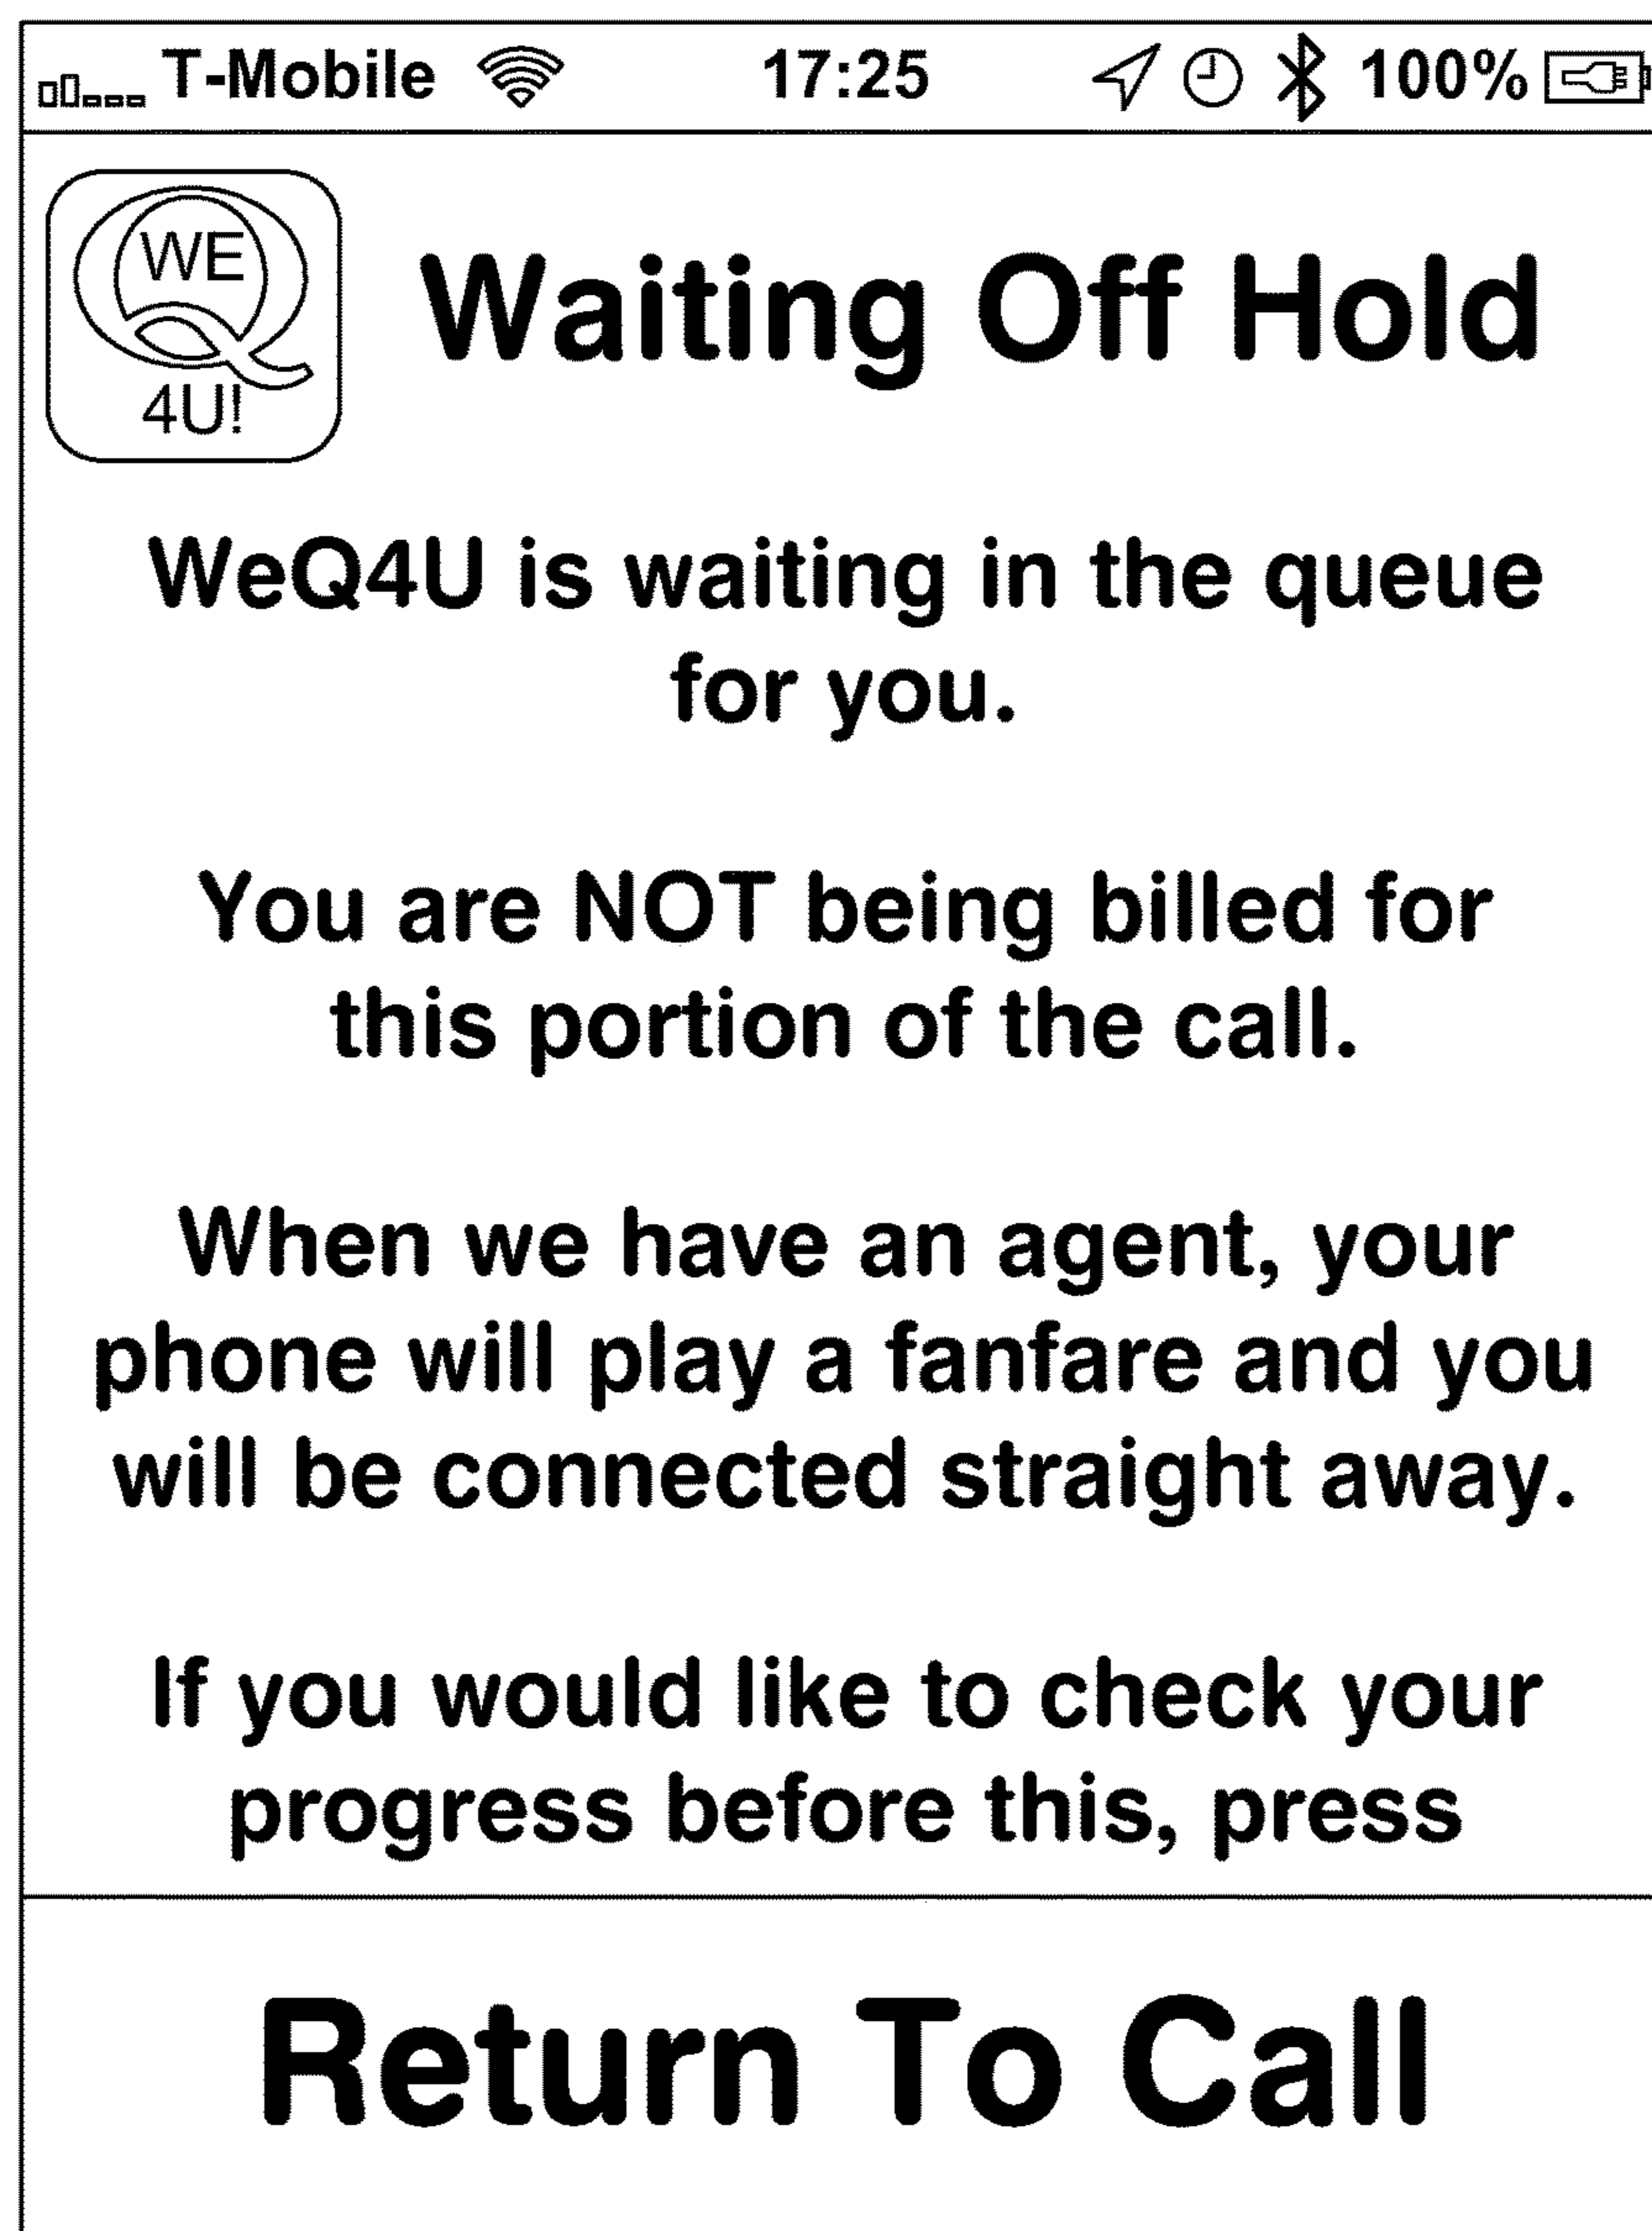 T-Mobile 17:25 100%
WE
4U!
Waiting Off Hold
WeQ4U is waiting in the queue
for you.
You are NOT being billed for
this portion of the call.
When we have an agent, your
phone will play a fanfare and you
will be connected straight away.
If you would like to check your
progress before this, press
Return To Call